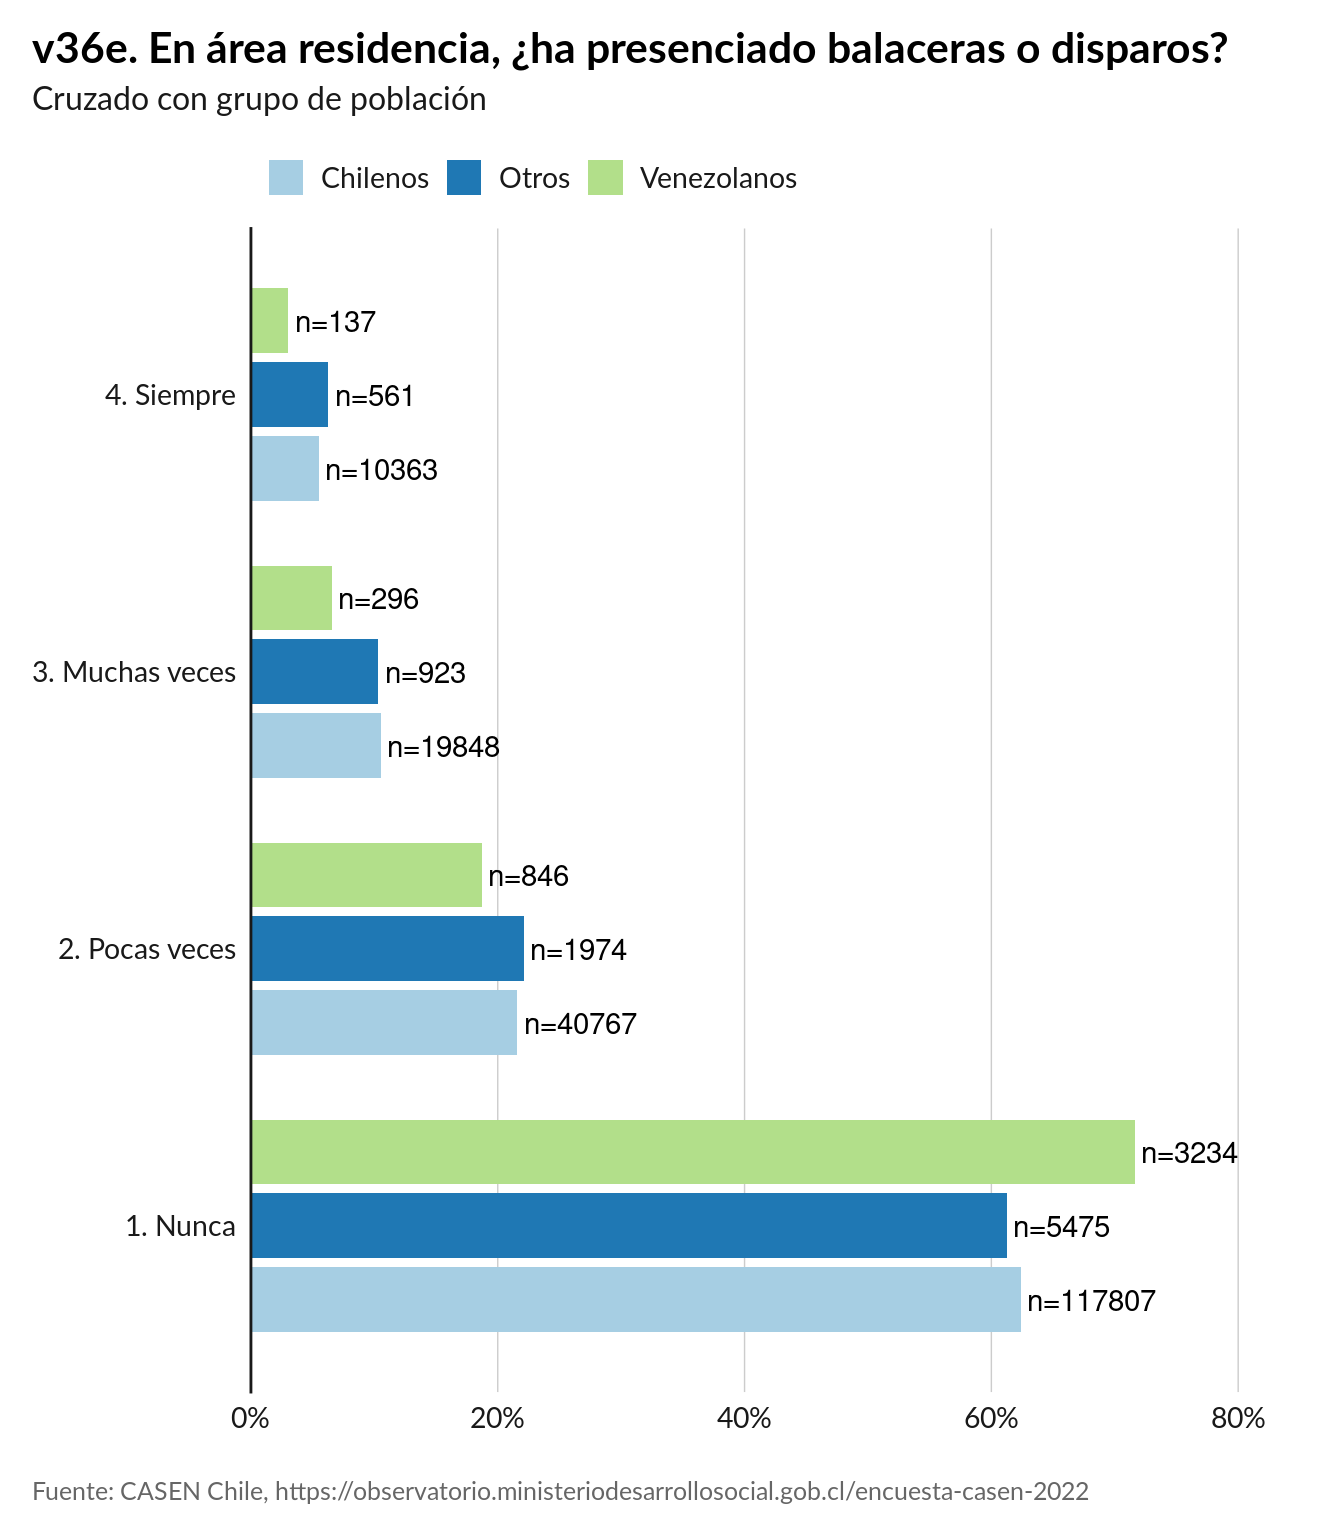 v36e. En área residencia, ¿ha presenciado balaceras o disparos?
Cruzado con grupo de población
Chilenos Otros Venezolanos
n=137
4. Siempre n=561
n=10363
n=296
3. Muchas veces n=923
n=19848
n=846
2. Pocas veces n=1974
n=40767
n=3234
1. Nunca n=5475
n=117807
0% 20% 40% 60% 80%
Fuente: CASEN Chile, https://observatorio.ministeriodesarrollosocial.gob.cl/encuesta-casen-2022